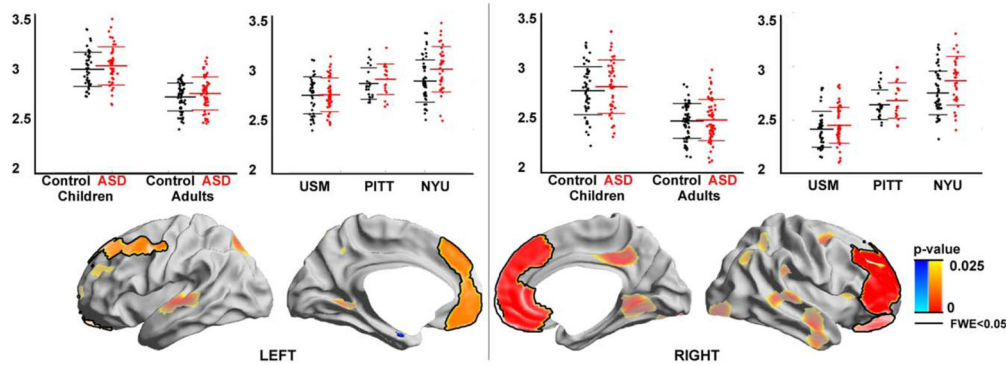 3.5
3
2.5
2
Control ASD Control ASD
Children Adults
3.5
3
2.5
2
USM PITT NYU
3.5
3
2.5
2
Control ASD Control ASD
Children Adults
3.5
3
2.5
2
USM PITT NYU
p-value
0.025
0
FWE<0.05
LEFT
RIGHT